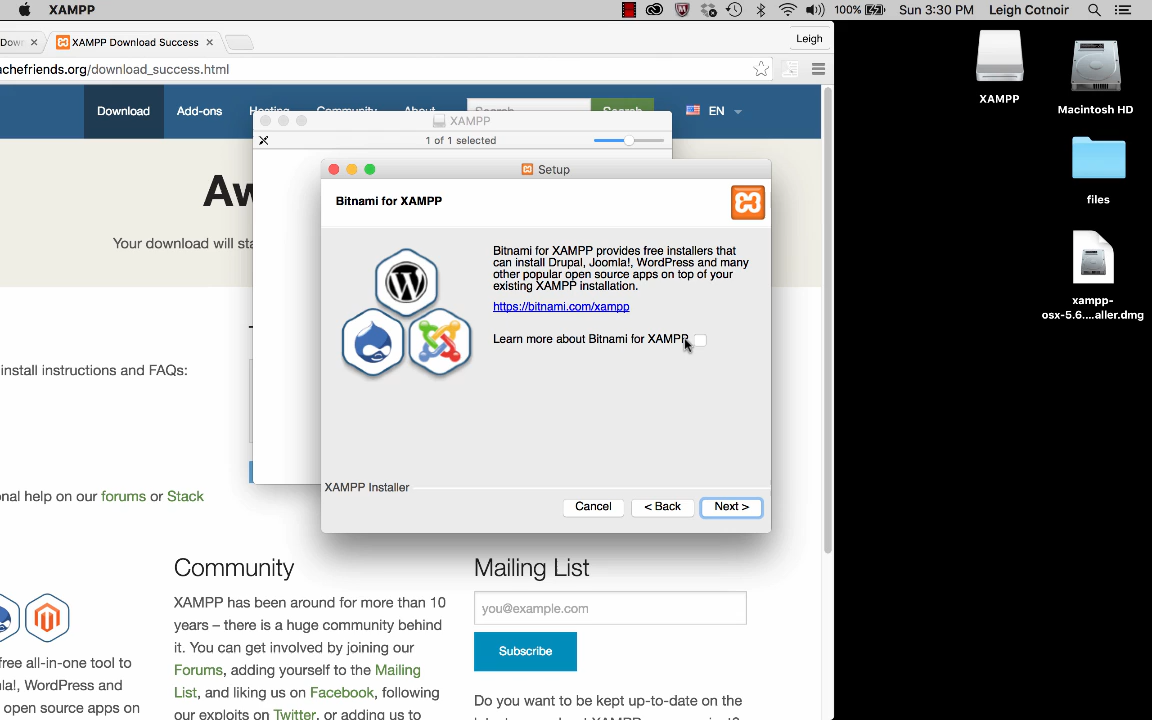 XAMPP
100%
Sun 3:30 PM
Leigh Cotnoir
Dow
XAMPP Download Success
Leigh
achefriends.org/download_success.html
Download
Add-ons
Hosting
Community
About
Search...
Search
EN
XAMPP
1 of 1 selected
Setup
Bitnami for XAMPP
Bitnami for XAMPP provides free installers that
can install Drupal, Joomla!, WordPress and many
other popular open source apps on top of your
existing XAMPP installation.
https://bitnami.com/xampp
Learn more about Bitnami for XAMPP
XAMPP Installer
Cancel
< Back
Next >
Aw
Your download will sta
install instructions and FAQs:
onal help on our forums or Stack
free all-in-one tool to
la!, WordPress and
open source apps on
Community
XAMPP has been around for more than 10
years – there is a huge community behind
it. You can get involved by joining our
Forums, adding yourself to the Mailing
List, and liking us on Facebook, following
our exploits on Twitter, or adding us to
Mailing List
you@example.com
Subscribe
Do you want to be kept up-to-date on the
XAMPP
Macintosh HD
files
xampp-
osx-5.6....aller.dmg